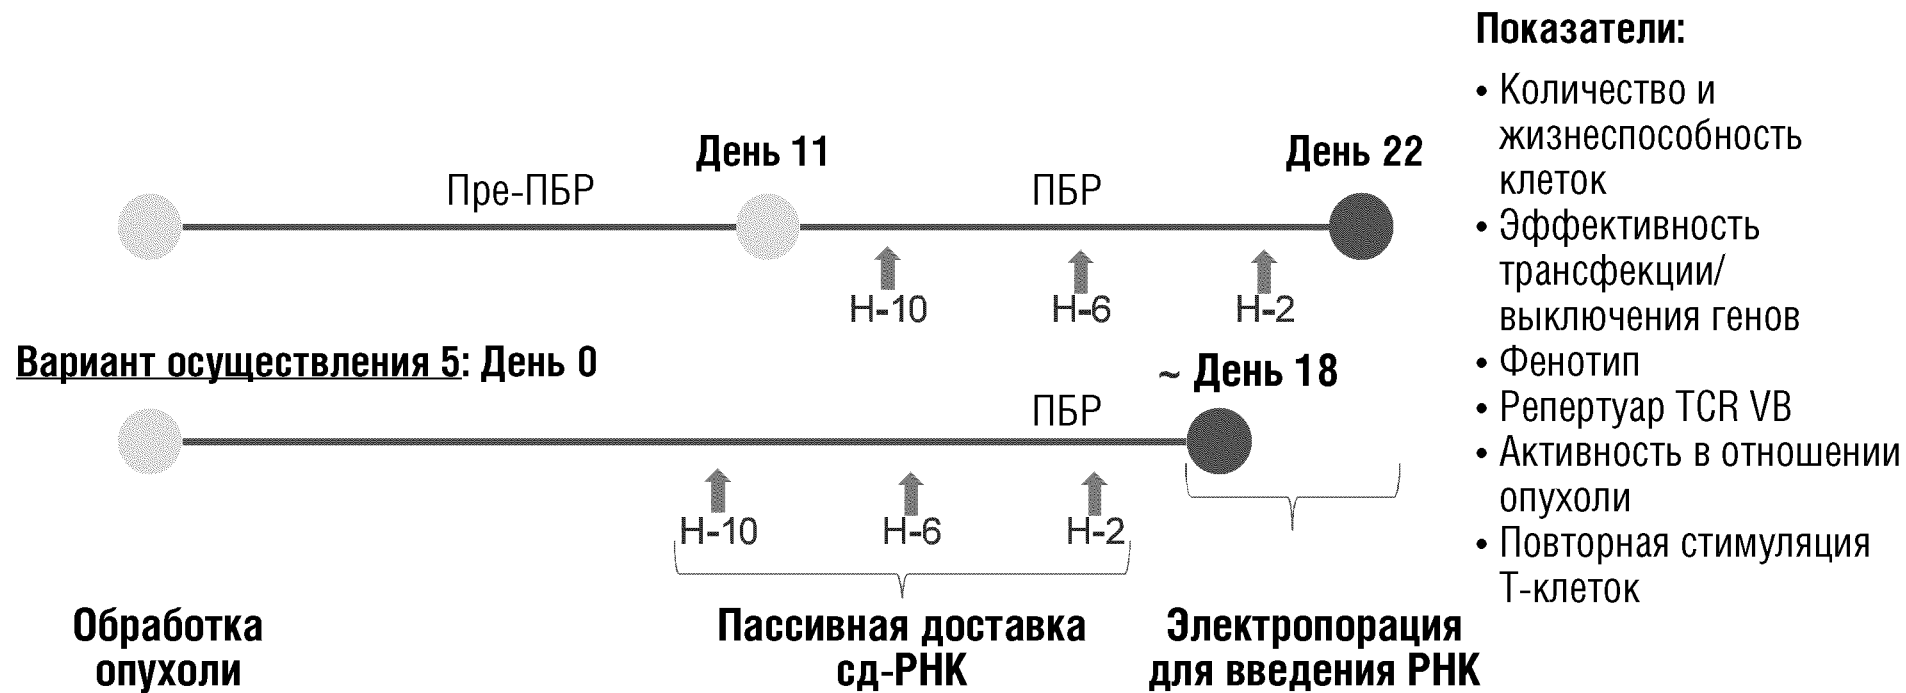 День 11
День 22
Пре-ПБР
ПБР
Н-10
Н-6
Н-2
Вариант осуществления 5: День 0
~ День 18
ПБР
Н-10
Н-6
Н-2
Обработка
опухоли
Пассивная доставка
сд-РНК
Электропорация
для введения РНК
Показатели:
• Количество и
жизнеспособность
клеток
• Эффективность
трансфекции/
выключения генов
• Фенотип
• Репертуар TCR VB
• Активность в отношении
опухоли
• Повторная стимуляция
Т-клеток